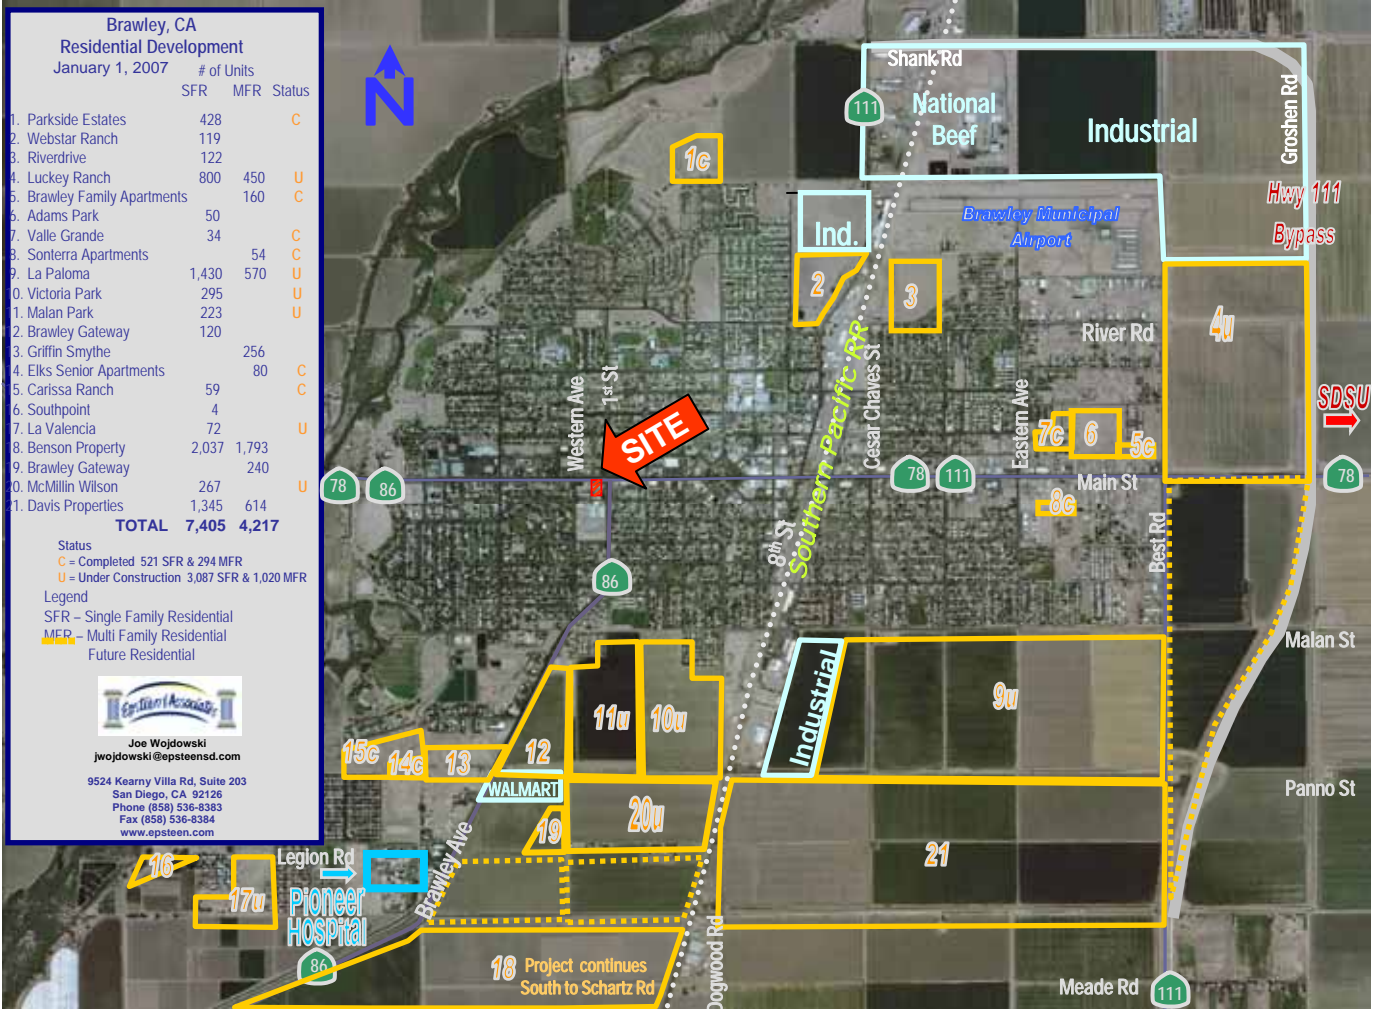 Brawley, CA
Residential Development
January 1, 2007
# of Units
SFR MFR Status
1. Parkside Estates 428 C
2. Webstar Ranch 119
3. Riverdrive 122
4. Luckey Ranch 800 450 U
5. Brawley Family Apartments 160 C
6. Adams Park 50
7. Valle Grande 34 C
8. Sonterra Apartments 54 C
9. La Paloma 1,430 570 U
10. Victoria Park 295 U
11. Malan Park 223 U
12. Brawley Gateway 120
13. Griffin Smythe 256
14. Elks Senior Apartments 80 C
15. Carissa Ranch 59 C
16. Southpoint 4
17. La Valencia 72 U
18. Benson Property 2,037 1,793
19. Brawley Gateway 240
20. McMillin Wilson 267 U
21. Davis Properties 1,345 614
TOTAL 7,405 4,217
Status
C = Completed 521 SFR & 294 MFR
U = Under Construction 3,087 SFR & 1,020 MFR
Legend
SFR – Single Family Residential
MFR – Multi Family Residential
Future Residential
Epsteen & Associates
Joe Wojdowski
jwojdowski@epsteensd.com
9524 Kearny Villa Rd, Suite 203
San Diego, CA 92126
Phone (858) 536-8383
Fax (858) 536-8384
www.epsteen.com
N
Shank Rd
111
National
Beef
Industrial
Groshen Rd
1c
Hwy 111
Bypass
Ind.
Brawley Municipal
Airport
2
3
River Rd
4u
Western Ave
1st St
SITE
Southern Pacific RR
Cesar Chaves St
Eastern Ave
SDSU
7c
6
5c
78
86
78
111
Main St
78
8c
8th St
Best Rd
86
Malan St
Industrial
9u
11u
10u
15c
14c
13
12
WALMART
Panno St
19
20u
21
Brawley Ave
Legion Rd
16
17u
Pioneer
Hospital
86
18 Project continues
South to Schartz Rd
Dogwood Rd
Meade Rd
111